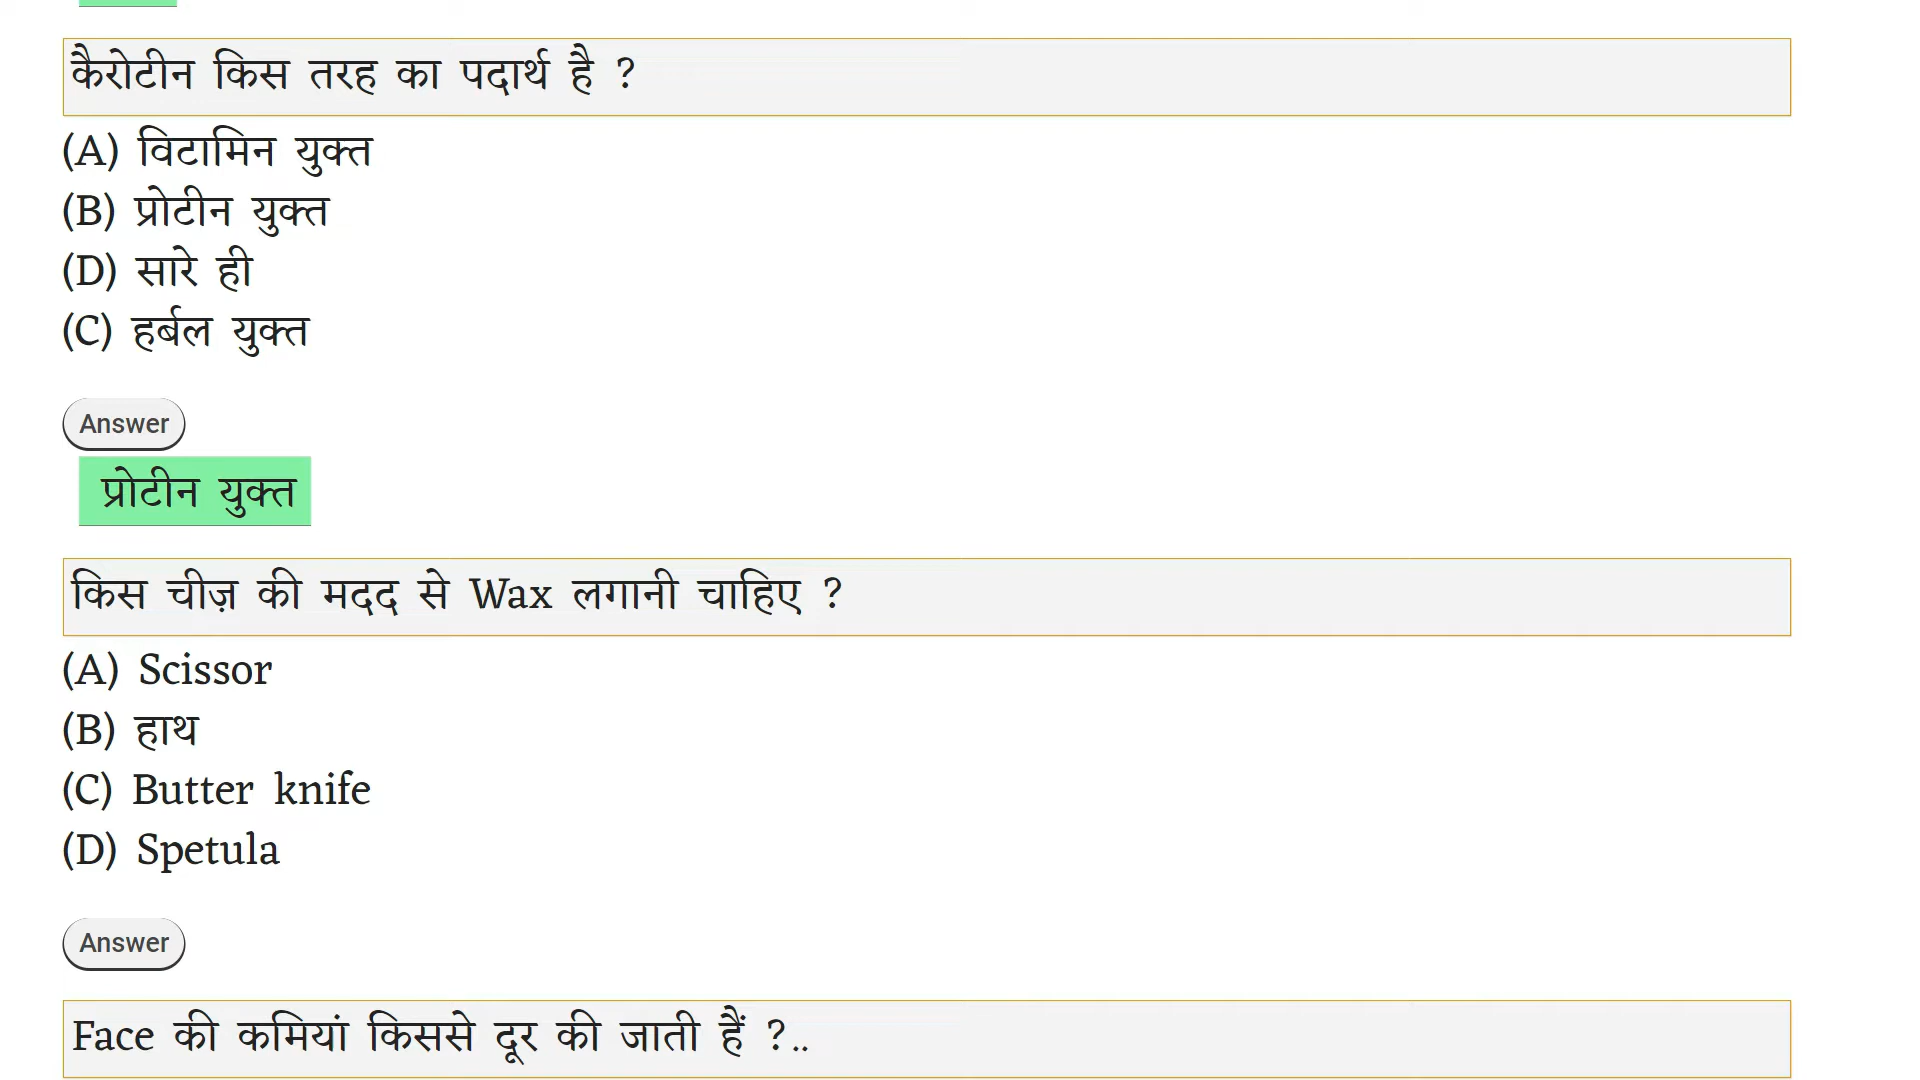 कैरोटीन किस तरह का पदार्थ है ?
(A) विटामिन युक्त
(B) प्रोटीन युक्त
(D) सारे ही
(C) हर्बल युक्त
Answer
प्रोटीन युक्त
किस चीज़ की मदद से Wax लगानी चाहिए ?
(A) Scissor
(B) हाथ
(C) Butter knife
(D) Spetula
Answer
Face की कमियां किससे दूर की जाती हैं ?..